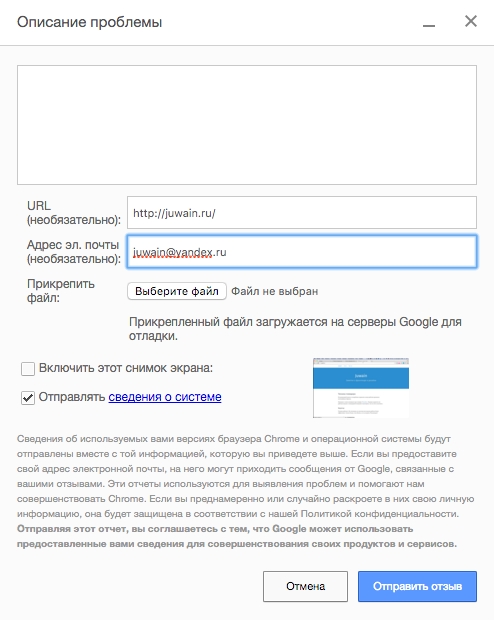 Описание проблемы
URL
(необязательно):
http://juwain.ru/
Адрес эл. почты
(необязательно):
juwain@yandex.ru
Прикрепить
файл:
Выберите файл Файл не выбран
Прикрепленный файл загружается на серверы Google для
отладки.
Включить этот снимок экрана:
Отправлять сведения о системе
Сведения об используемых вами версиях браузера Chrome и операционной системы будут
отправлены вместе с той информацией, которую вы приведете выше. Если вы предоставите
свой адрес электронной почты, на него могут приходить сообщения от Google, связанные с
вашими отзывами. Эти отчеты используются для выявления проблем и помогают нам
совершенствовать Chrome. Если вы преднамеренно или случайно раскроете в них свою личную
информацию, она будет защищена в соответствии с нашей Политикой конфиденциальности.
Отправляя этот отчет, вы соглашаетесь с тем, что Google может использовать
предоставленные вами сведения для совершенствования своих продуктов и сервисов.
Отмена
Отправить отзыв